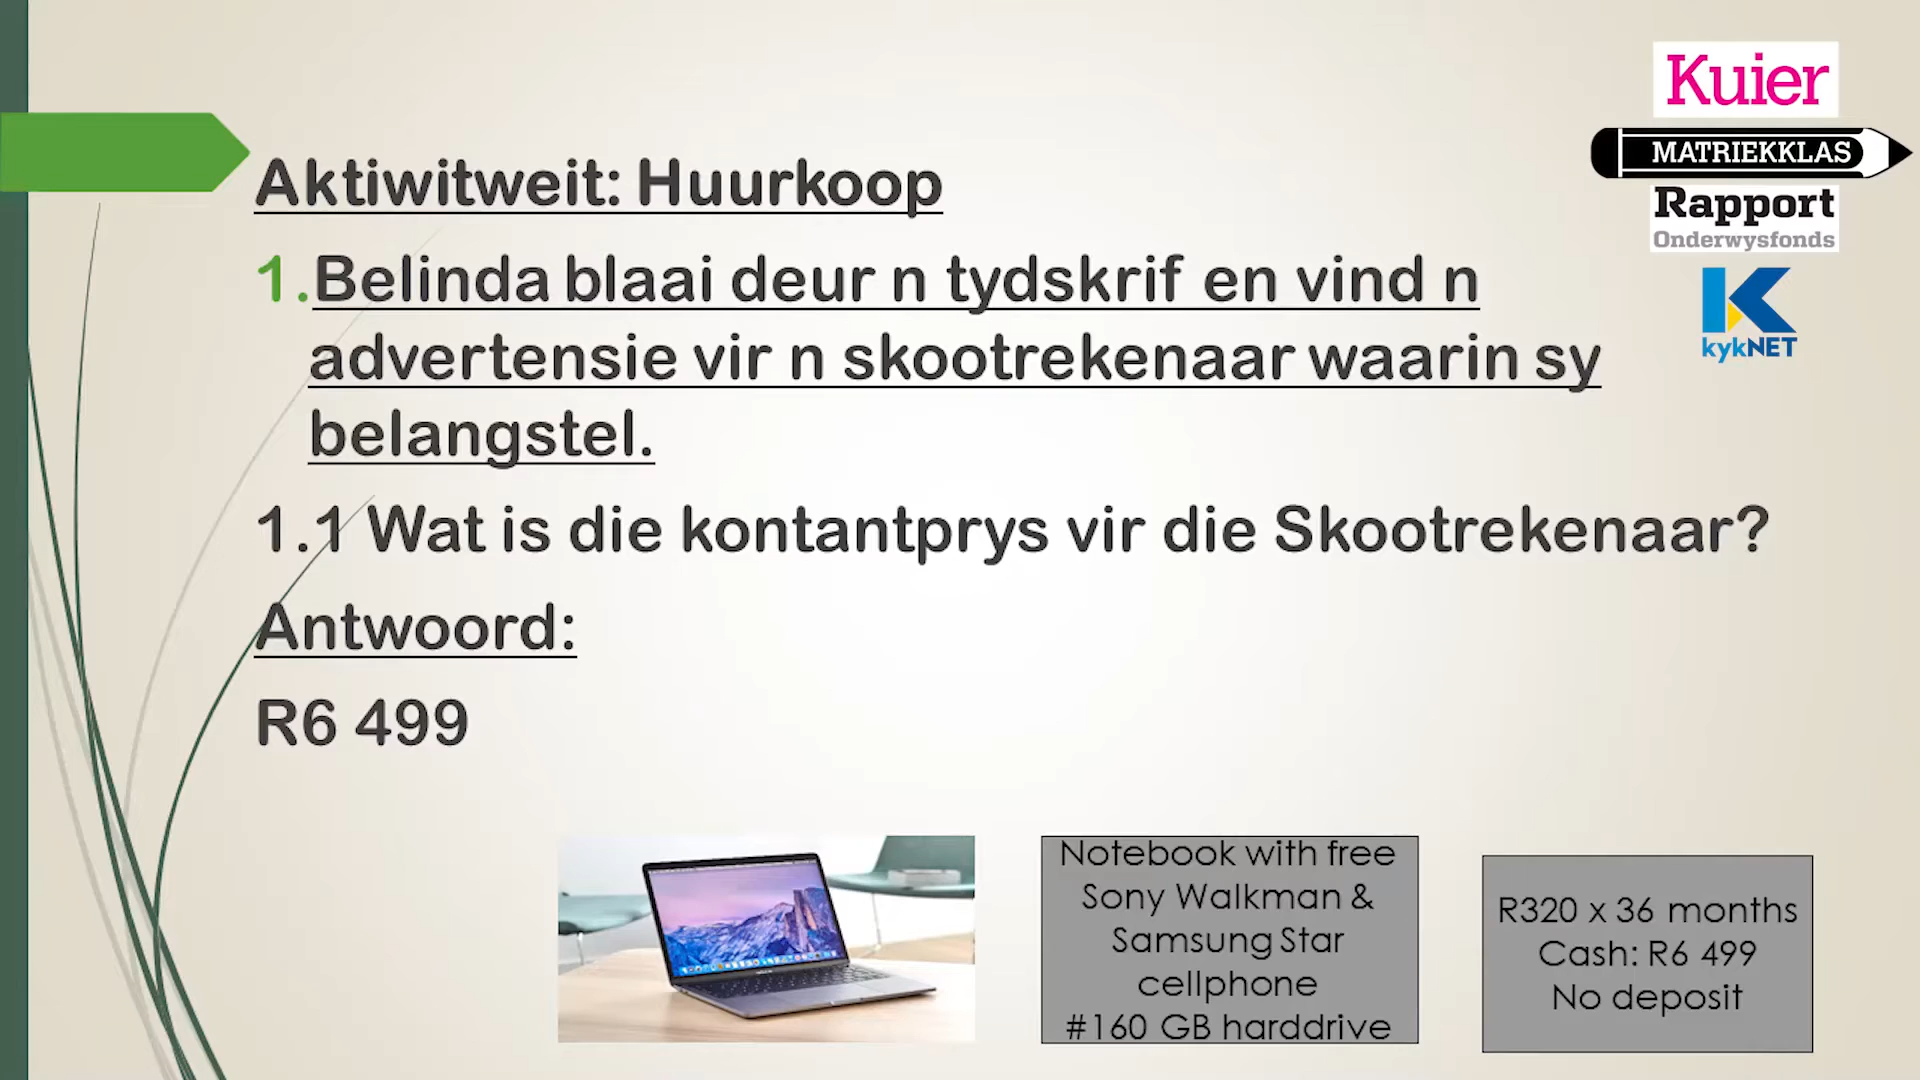 Kuier
MATRIEKKLAS
Rapport
Onderwysfonds
kykNET
Aktiwitweit: Huurkoop
1.Belinda blaai deur n tydskrif en vind n
advertensie vir n skootrekenaar waarin sy
belangstel.
1.1 Wat is die kontantprys vir die Skootrekenaar?
Antwoord:
R6 499
Notebook with free
Sony Walkman &
Samsung Star
cellphone
#160 GB harddrive
R320 x 36 months
Cash: R6 499
No deposit